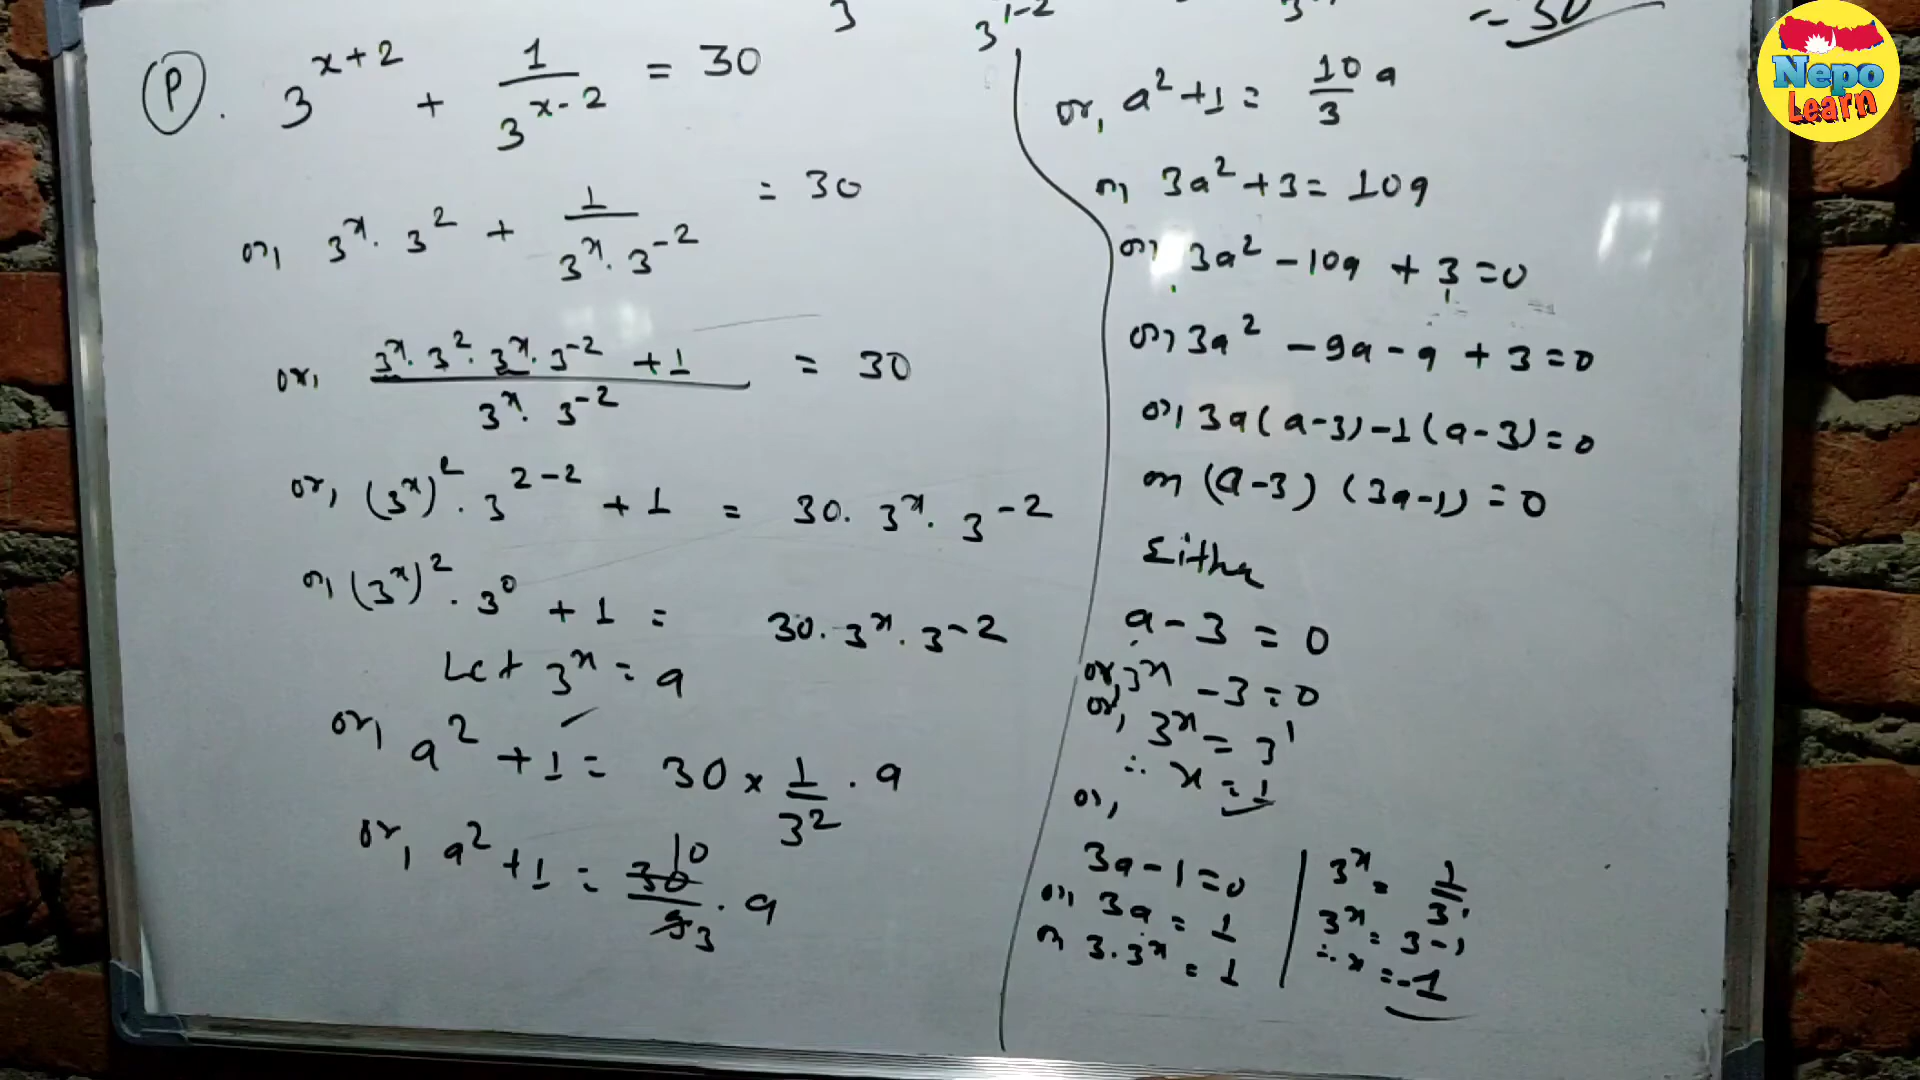 3 3^1-2 = 30
(P). 3^x+2 + 1/3^x-2 = 30
or, 3^x. 3^2 + 1/3^x. 3^-2 = 30
or, 3^x. 3^2. 3^x. 3^-2 + 1 / 3^x. 3^-2 = 30
or, (3^x)^2. 3^2-2 + 1 = 30. 3^x. 3^-2
or, (3^x)^2. 3^0 + 1 = 30. 3^x. 3^-2
Let 3^x = a
or, a^2 + 1 = 30 × 1/3^2 . a
or, a^2 + 1 = 30 10/9 3 . a
or, a^2 + 1 = 10/3 a
or, 3a^2 + 3 = 10a
or, 3a^2 - 10a + 3 = 0
or, 3a^2 - 9a - a + 3 = 0
or, 3a(a-3) - 1(a-3) = 0
or (a-3) (3a-1) = 0
Either
a - 3 = 0
or, 3^x - 3 = 0
or, 3^x = 3^1
∴ x = 1
or,
3a - 1 = 0
or, 3a = 1
or 3. 3^x = 1
3^x = 1/3
3^x = 3^-1
∴ x = -1
Nepo
Learn